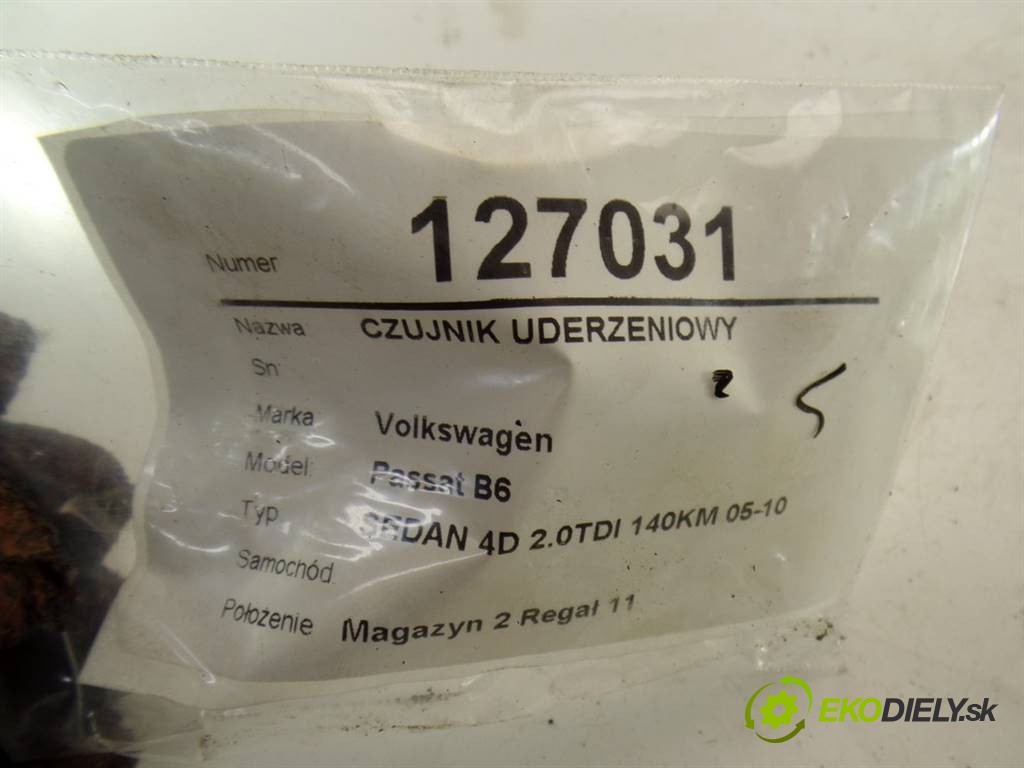 Numer 127031
Nazwa CZUJNIK UDERZENIOWY
Sn:
Marka Volkswagen
Model: Passat B6
Typ SEDAN 4D 2.0TDI 140KM 05-10
Samochód
Położenie Magazyn 2 Regał 11
EKODIELY.sk